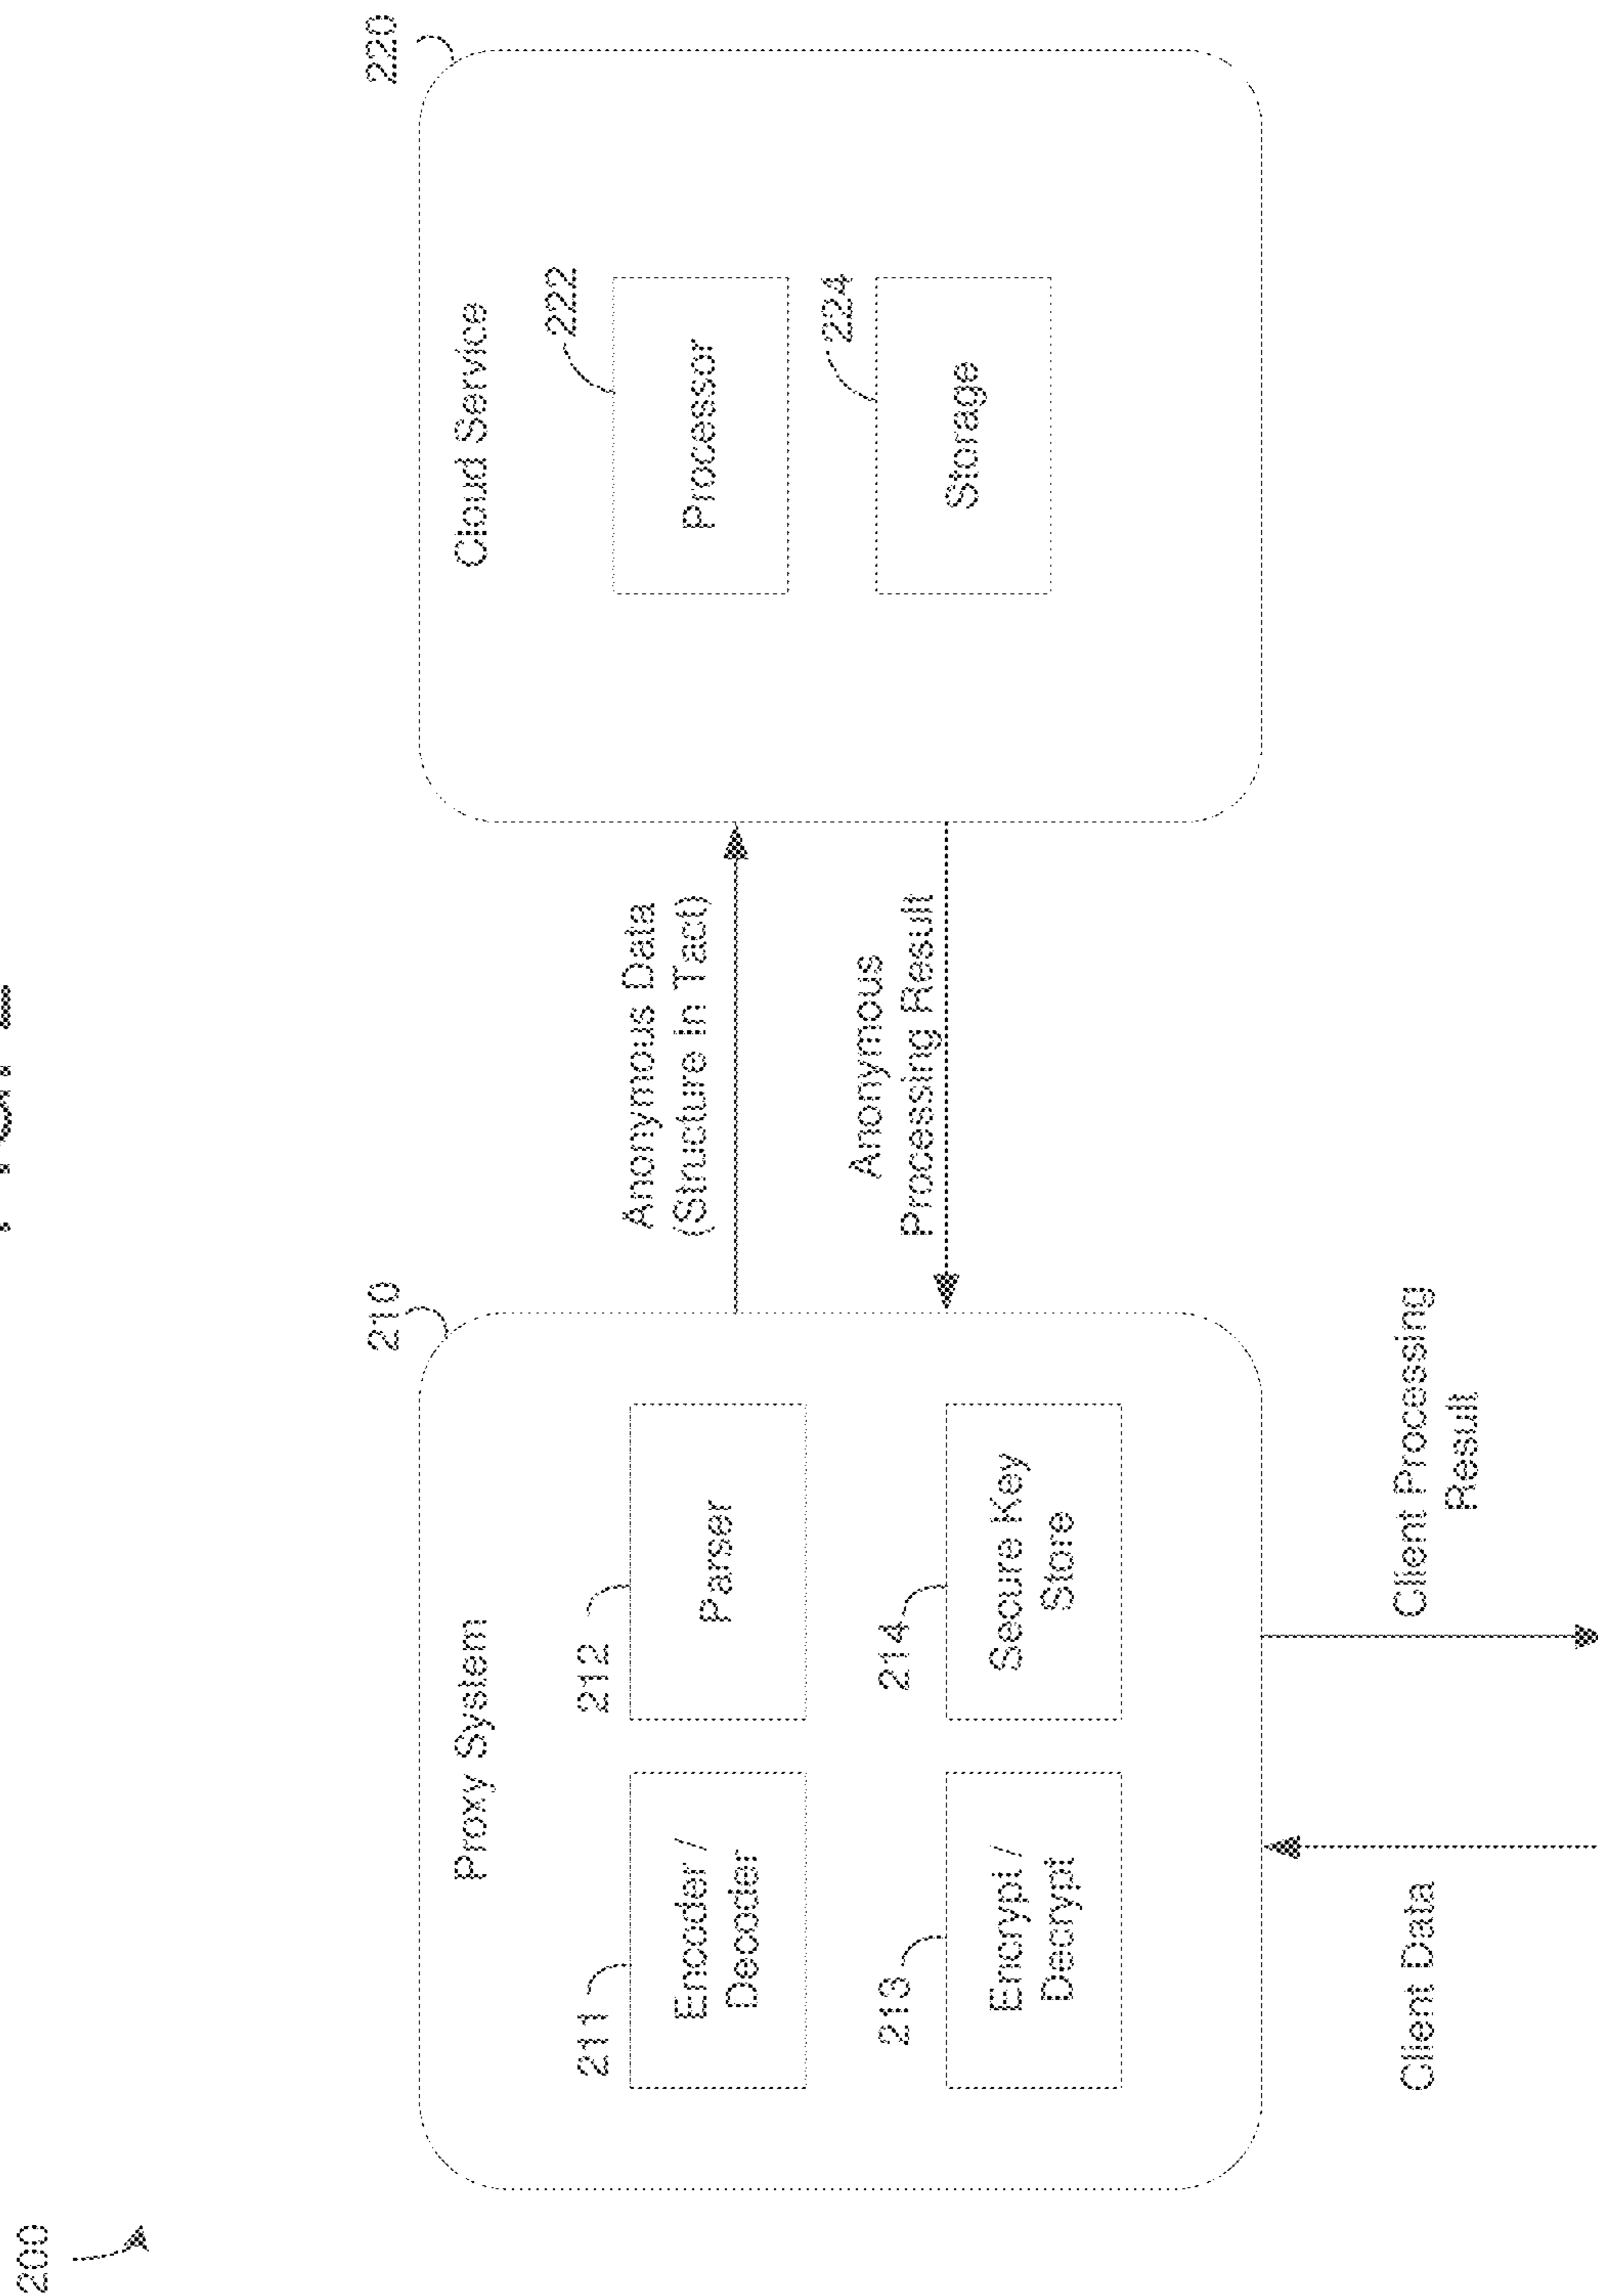 200
210
Proxy System
211
Encoder /
Decoder
212
Parser
213
Encrypt /
Decrypt
214
Secure Key
Store
Anonymous Data
(Structure in Tact)
Anonymous
Processing Result
220
Cloud Service
222
Processor
224
Storage
Client Data
Client Processing
Result